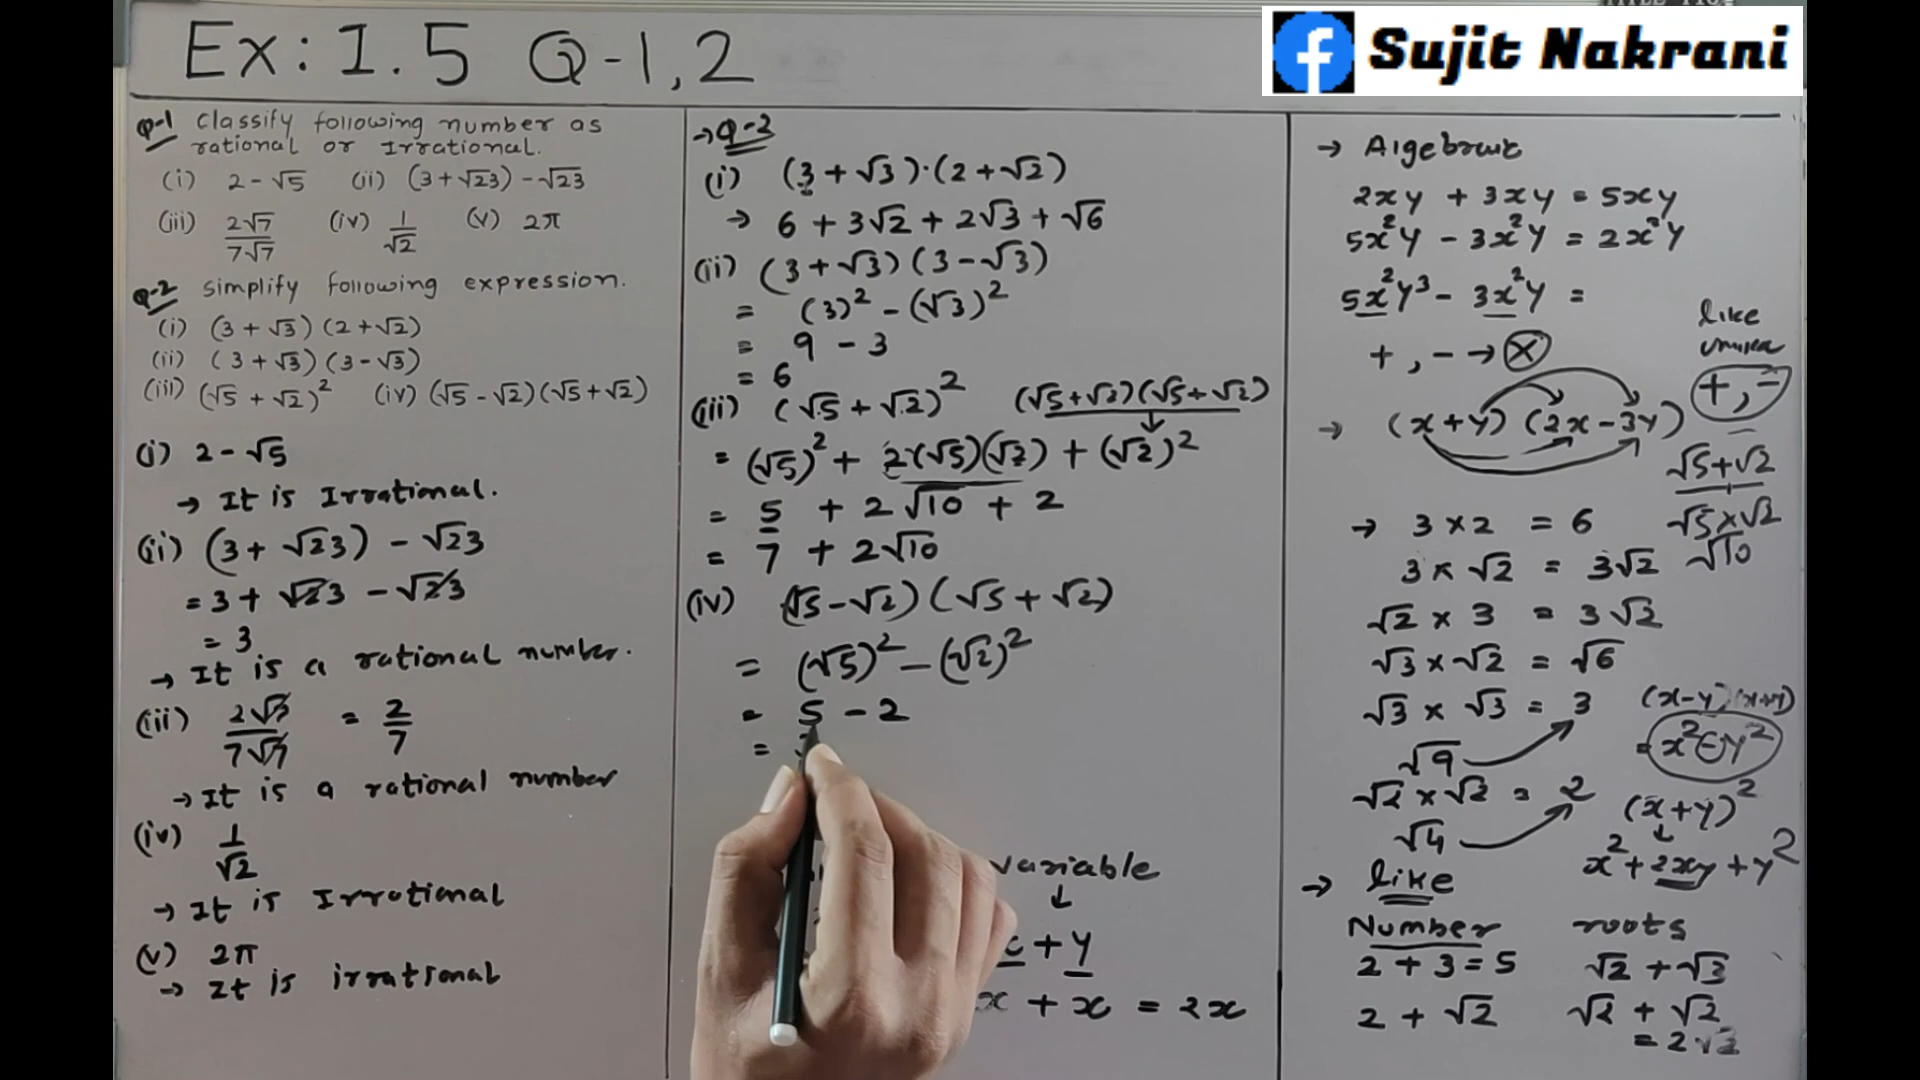 Ex: 1.5 Q-1,2
Sujit Nakrani
Q-1 Classify following number as
rational or Irrational.
(i) 2 - √5 (ii) (3 + √23) - √23
(iii) 2√7/7√7 (iv) 1/√2 (v) 2π
Q-2 Simplify following expression.
(i) (3 + √3) (2 + √2)
(ii) (3 + √3) (3 - √3)
(iii) (√5 + √2)² (iv) (√5 - √2) (√5 + √2)
(i) 2 - √5
→ It is Irrational.
(ii) (3 + √23) - √23
= 3 + √23 - √23
= 3
→ It is a rational number.
(iii) 2√7/7√7 = 2/7
→ It is a rational number
(iv) 1/√2
→ It is Irrational
(v) 2π
→ It is irrational
→ Q-2
(i) (3 + √3)·(2 + √2)
→ 6 + 3√2 + 2√3 + √6
(ii) (3 + √3) (3 - √3)
= (3)² - (√3)²
= 9 - 3
= 6
(iii) (√5 + √2)² (√5 + √2)(√5 + √2)
= (√5)² + 2(√5)(√2) + (√2)²
= 5 + 2√10 + 2
= 7 + 2√10
(iv) (√5 - √2) (√5 + √2)
= (√5)² - (√2)²
= 5 - 2
=
variable
↓
+ y
x + x = 2x
→ Algebraic
2xy + 3xy = 5xy
5x²y - 3x²y = 2x²y
5x²y³ - 3x²y =
like
+, - → ⓧ
+, -
→ (x + y) (2x - 3y)
√5 + √2
√5 × √2
√10
→ 3 × 2 = 6
3 × √2 = 3√2
√2 × 3 = 3√2
√3 × √2 = √6
√3 × √3 = 3
√9
√2 × √2 = 2
√4
(x - y) (x + y)
= x² - y²
(x + y)²
↓
x² + 2xy + y²
→ like
Number roots
2 + 3 = 5 √2 + √3
2 + √2 √2 + √2
= 2√2